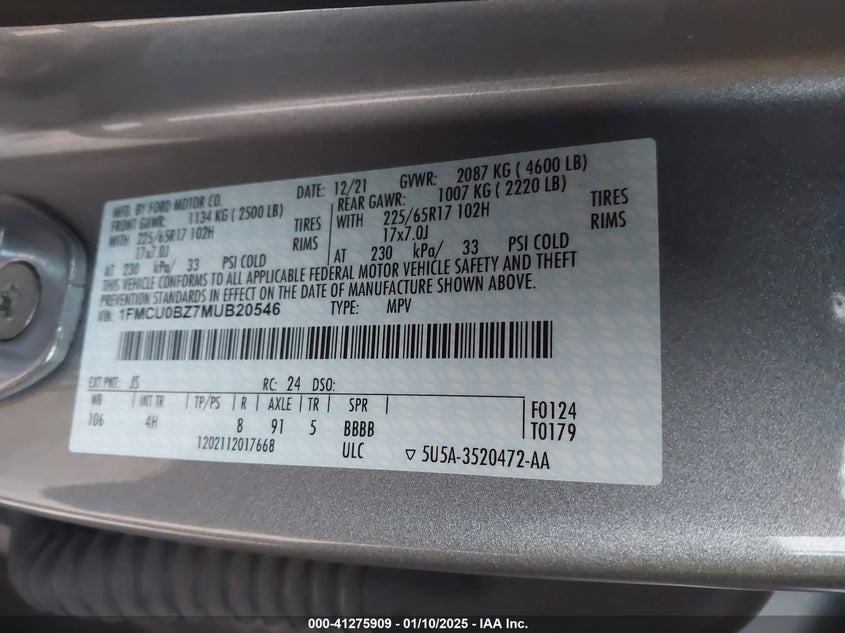 MFD. BY FORD MOTOR CO.
DATE: 12/21 GVWR: 2087 KG ( 4600 LB)
FRONT GAWR: 1134 KG ( 2500 LB)
REAR GAWR: 1007 KG ( 2220 LB)
WITH 225/65R17 102H TIRES
WITH 225/65R17 102H TIRES
17x7.0J RIMS
17x7.0J RIMS
AT 230 kPa/ 33 PSI COLD
AT 230 kPa/ 33 PSI COLD
THIS VEHICLE CONFORMS TO ALL APPLICABLE FEDERAL MOTOR VEHICLE SAFETY AND THEFT
PREVENTION STANDARDS IN EFFECT ON THE DATE OF MANUFACTURE SHOWN ABOVE.
VIN: 1FMCU0BZ7MUB20546 TYPE: MPV
EXT PNT: JS RC: 24 DSO:
WB INT TR TP/PS R AXLE TR SPR
106 4H 8 91 5 BBBB
F0124
T0179
1202112017668 ULC ▽ 5U5A-3520472-AA
000-41275909 - 01/10/2025 - IAA Inc.